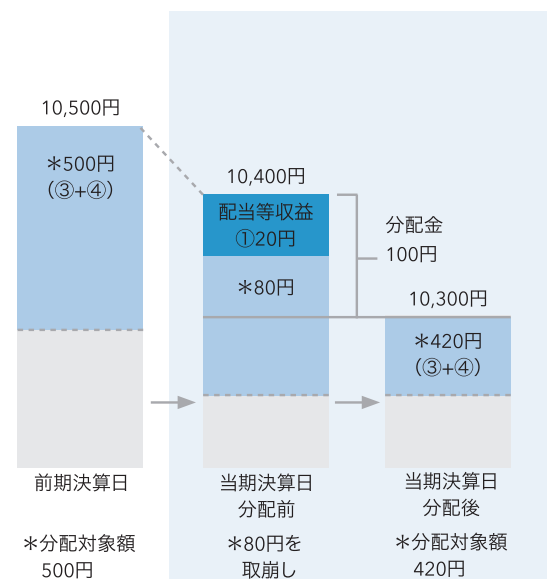 10,500円
＊500円
（③+④）
10,400円
配当等収益
①20円
＊80円
分配金
100円
10,300円
＊420円
（③+④）
前期決算日
当期決算日
分配前
当期決算日
分配後
＊分配対象額
500円
＊80円を
取崩し
＊分配対象額
420円